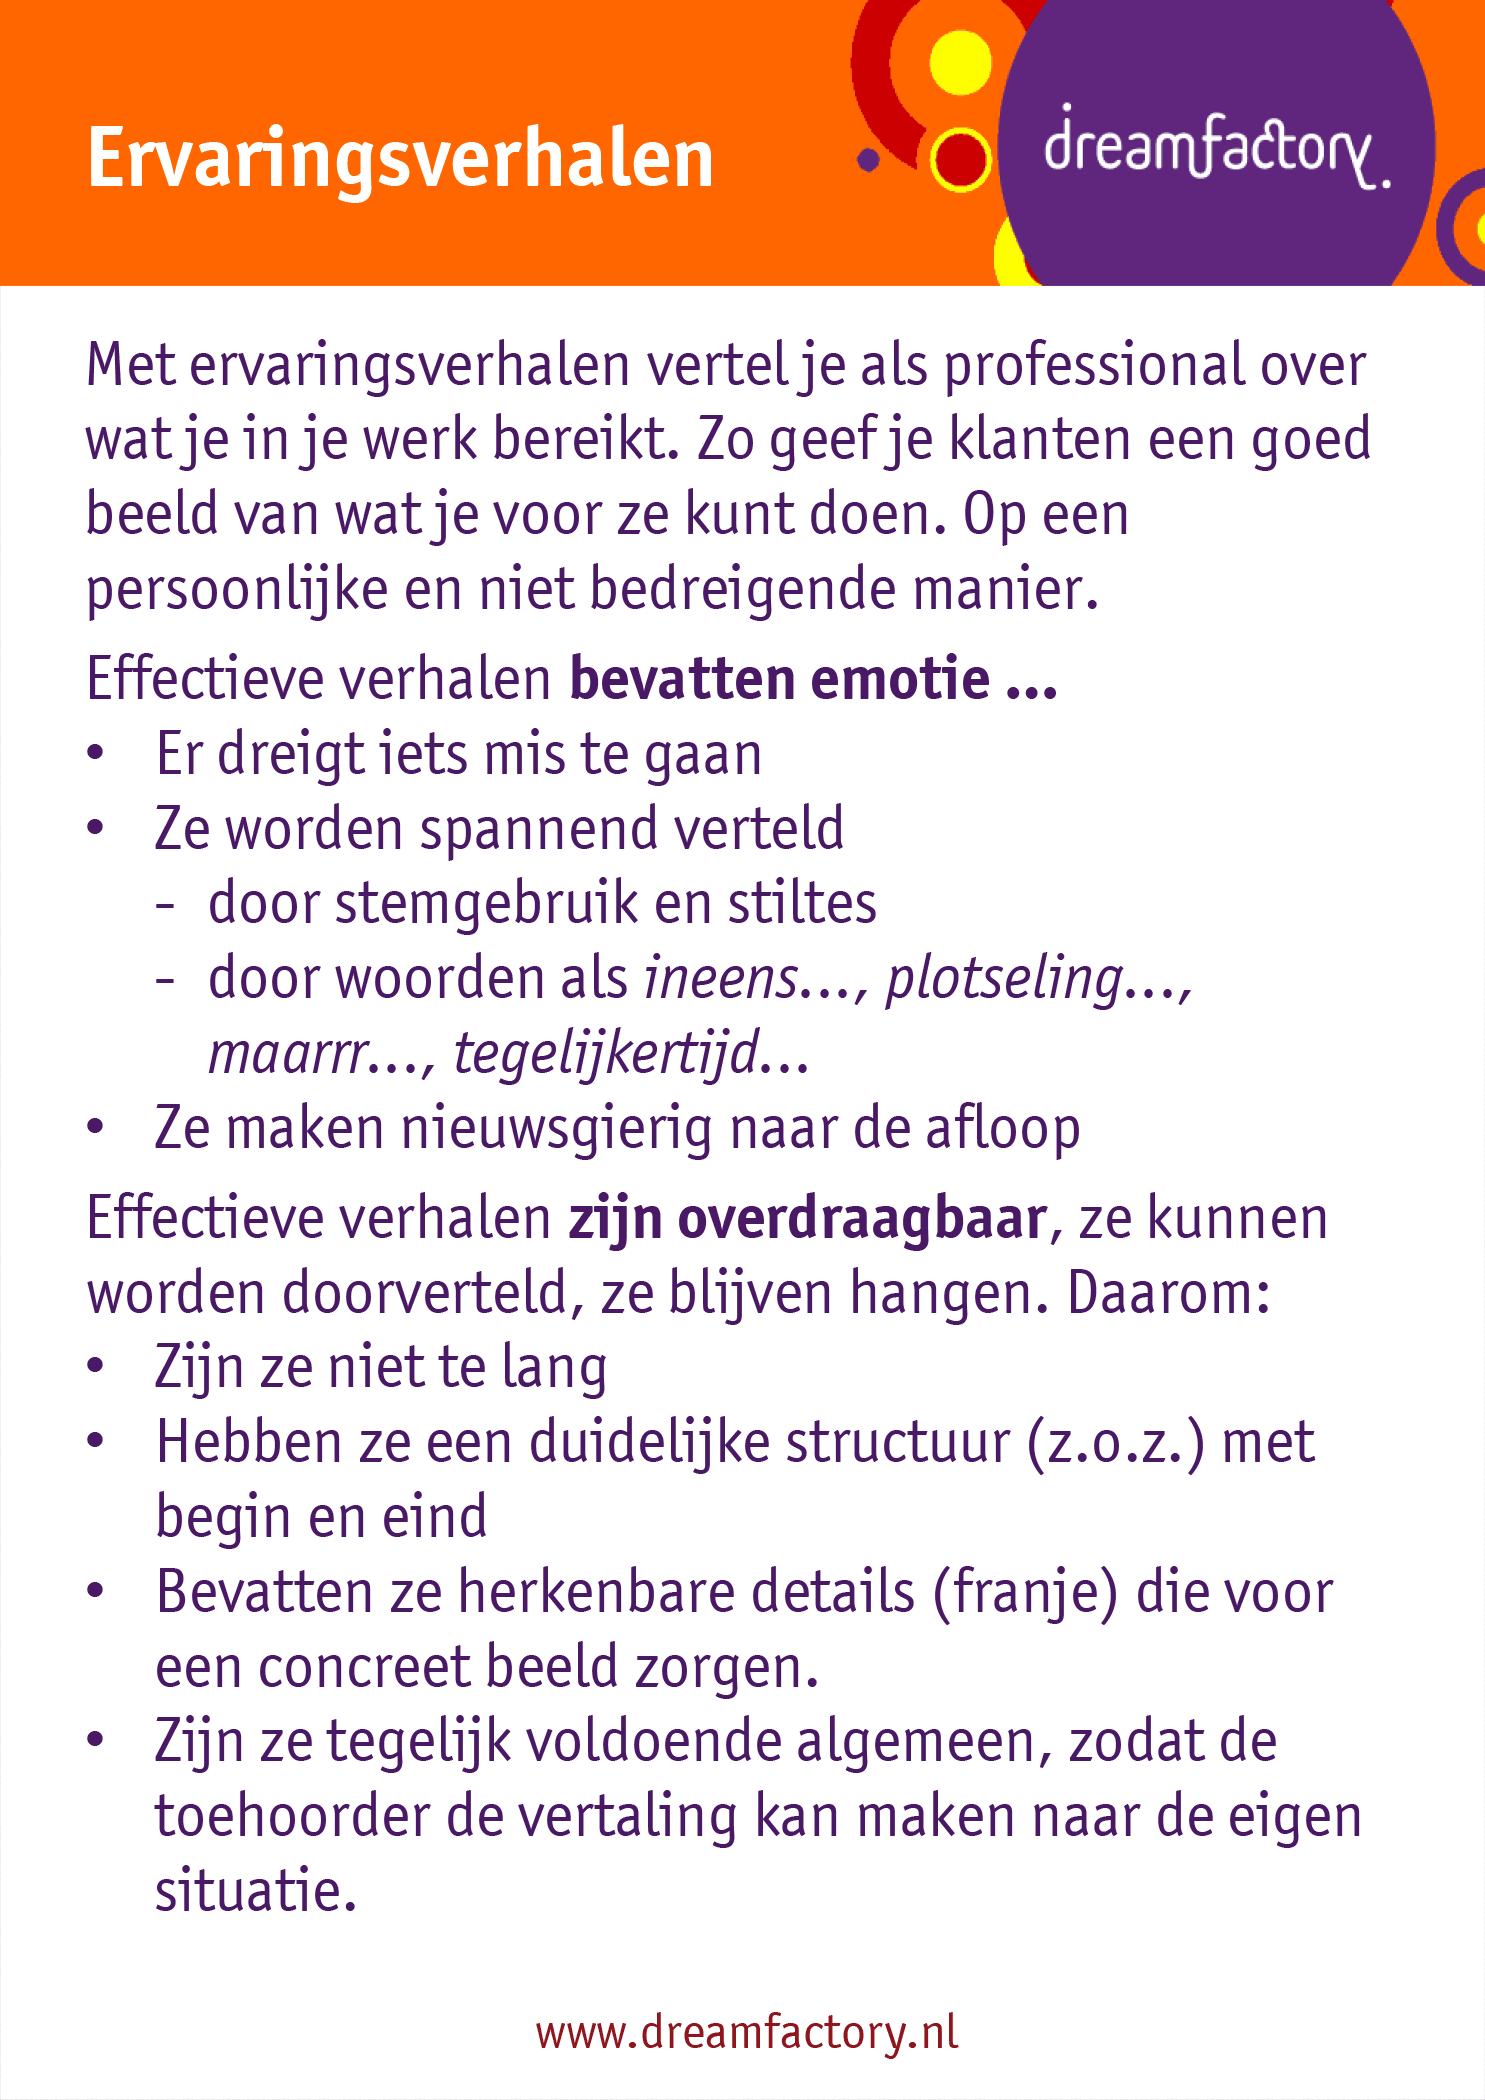 Ervaringsverhalen
dreamfactory.
Met ervaringsverhalen vertel je als professional over
wat je in je werk bereikt. Zo geef je klanten een goed
beeld van wat je voor ze kunt doen. Op een
persoonlijke en niet bedreigende manier.
Effectieve verhalen bevatten emotie ...
• Er dreigt iets mis te gaan
• Ze worden spannend verteld
- door stemgebruik en stiltes
- door woorden als ineens..., plotseling...,
maarrr..., tegelijkertijd...
• Ze maken nieuwsgierig naar de afloop
Effectieve verhalen zijn overdraagbaar, ze kunnen
worden doorverteld, ze blijven hangen. Daarom:
• Zijn ze niet te lang
• Hebben ze een duidelijke structuur (z.o.z.) met
begin en eind
• Bevatten ze herkenbare details (franje) die voor
een concreet beeld zorgen.
• Zijn ze tegelijk voldoende algemeen, zodat de
toehoorder de vertaling kan maken naar de eigen
situatie.
www.dreamfactory.nl